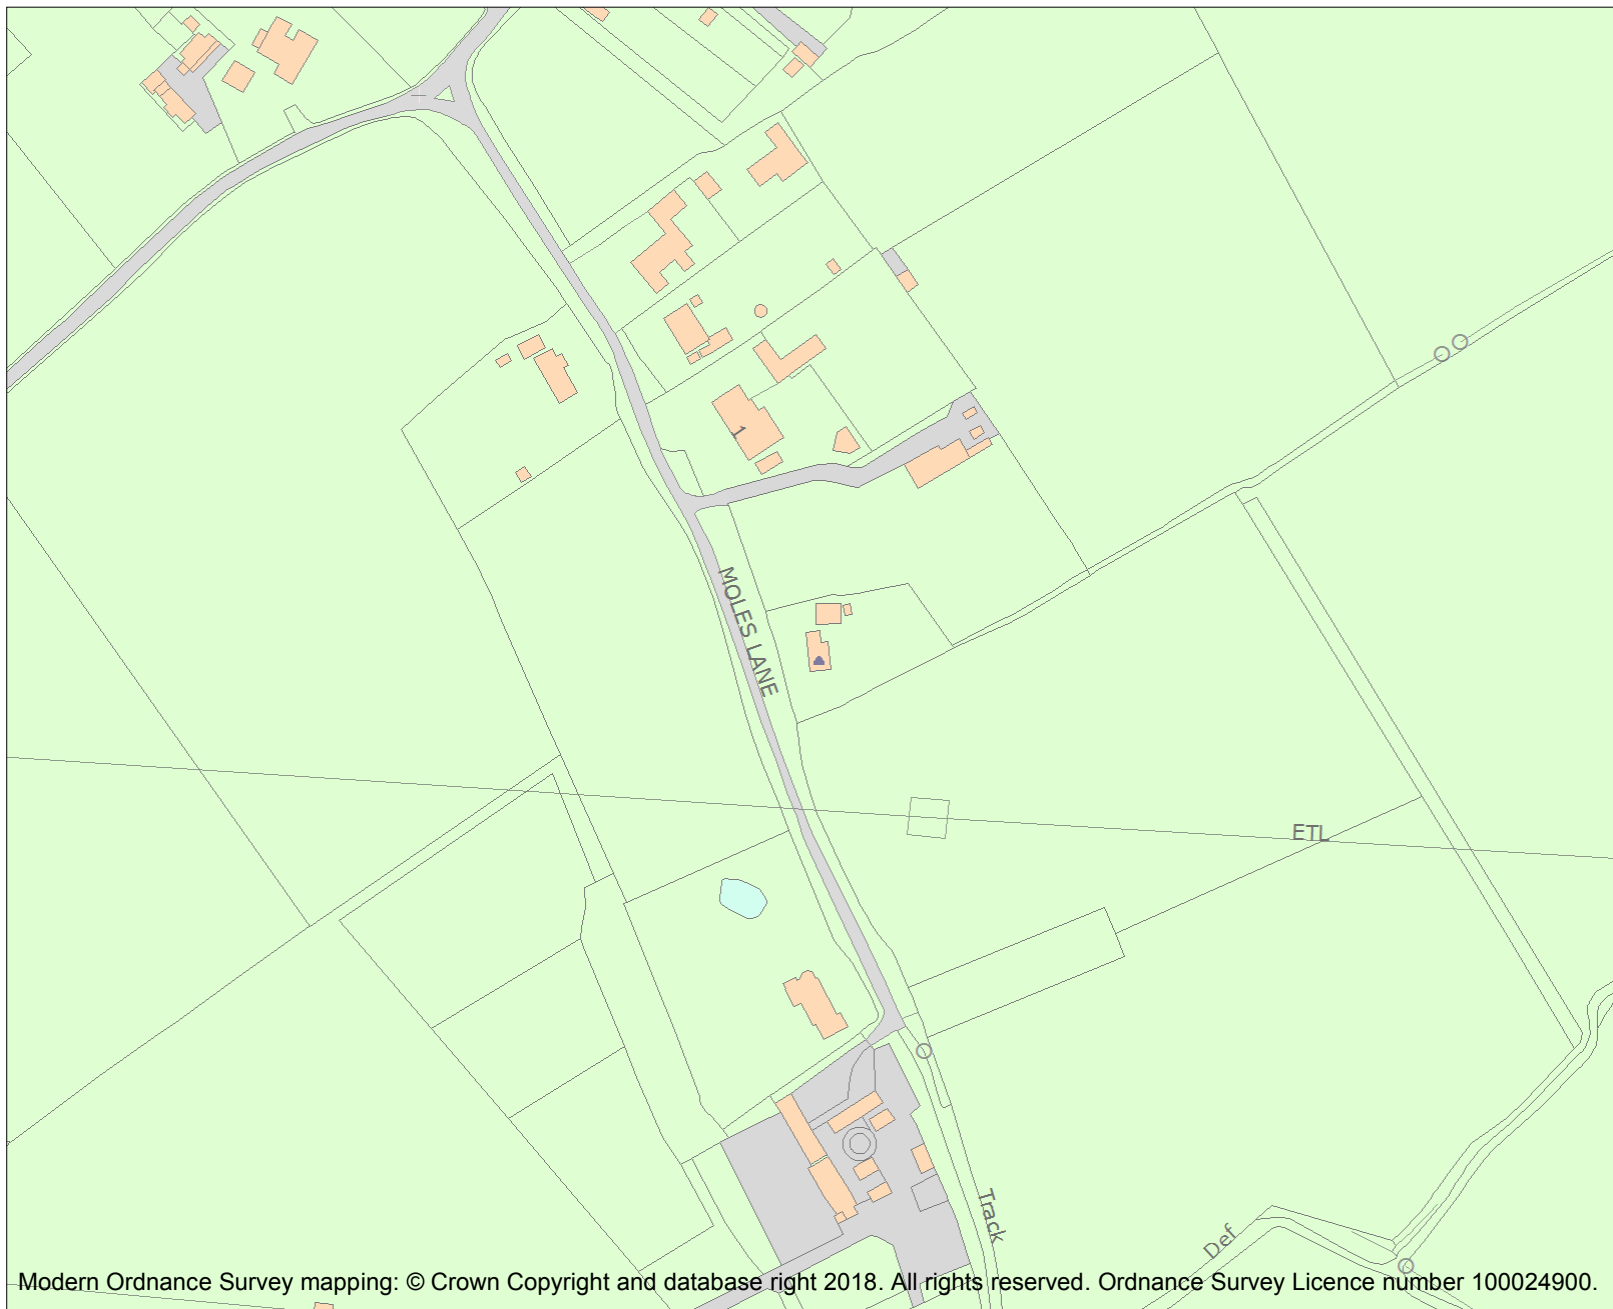 1
MOLES LANE
ETL
Track
Def
Modern Ordnance Survey mapping: © Crown Copyright and database right 2018. All rights reserved. Ordnance Survey Licence number 100024900.